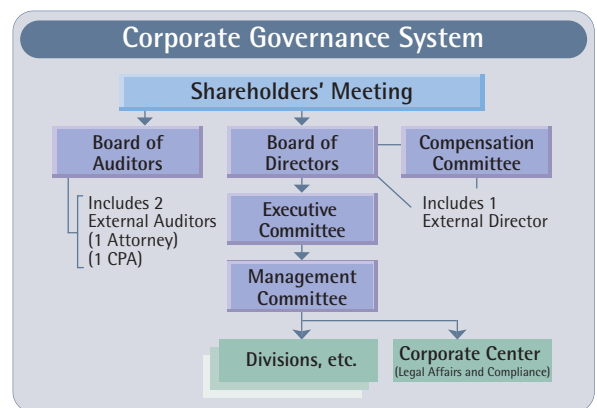 Corporate Governance System
Shareholders' Meeting
Board of
Auditors
Board of
Directors
Compensation
Committee
Includes 2
External Auditors
(1 Attorney)
(1 CPA)
Includes 1
External Director
Executive
Committee
Management
Committee
Divisions, etc.
Corporate Center
(Legal Affairs and Compliance)